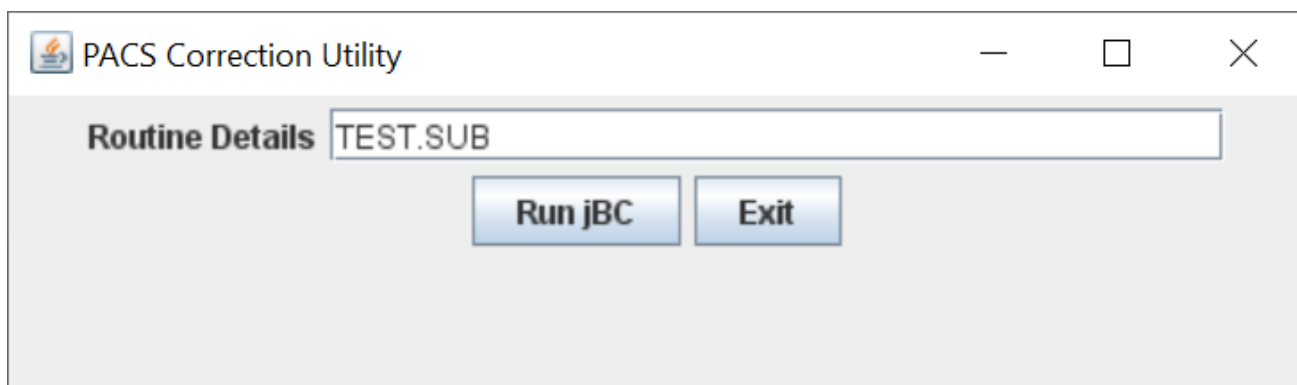 PACS Correction Utility
Routine Details TEST.SUB
Run jBC Exit